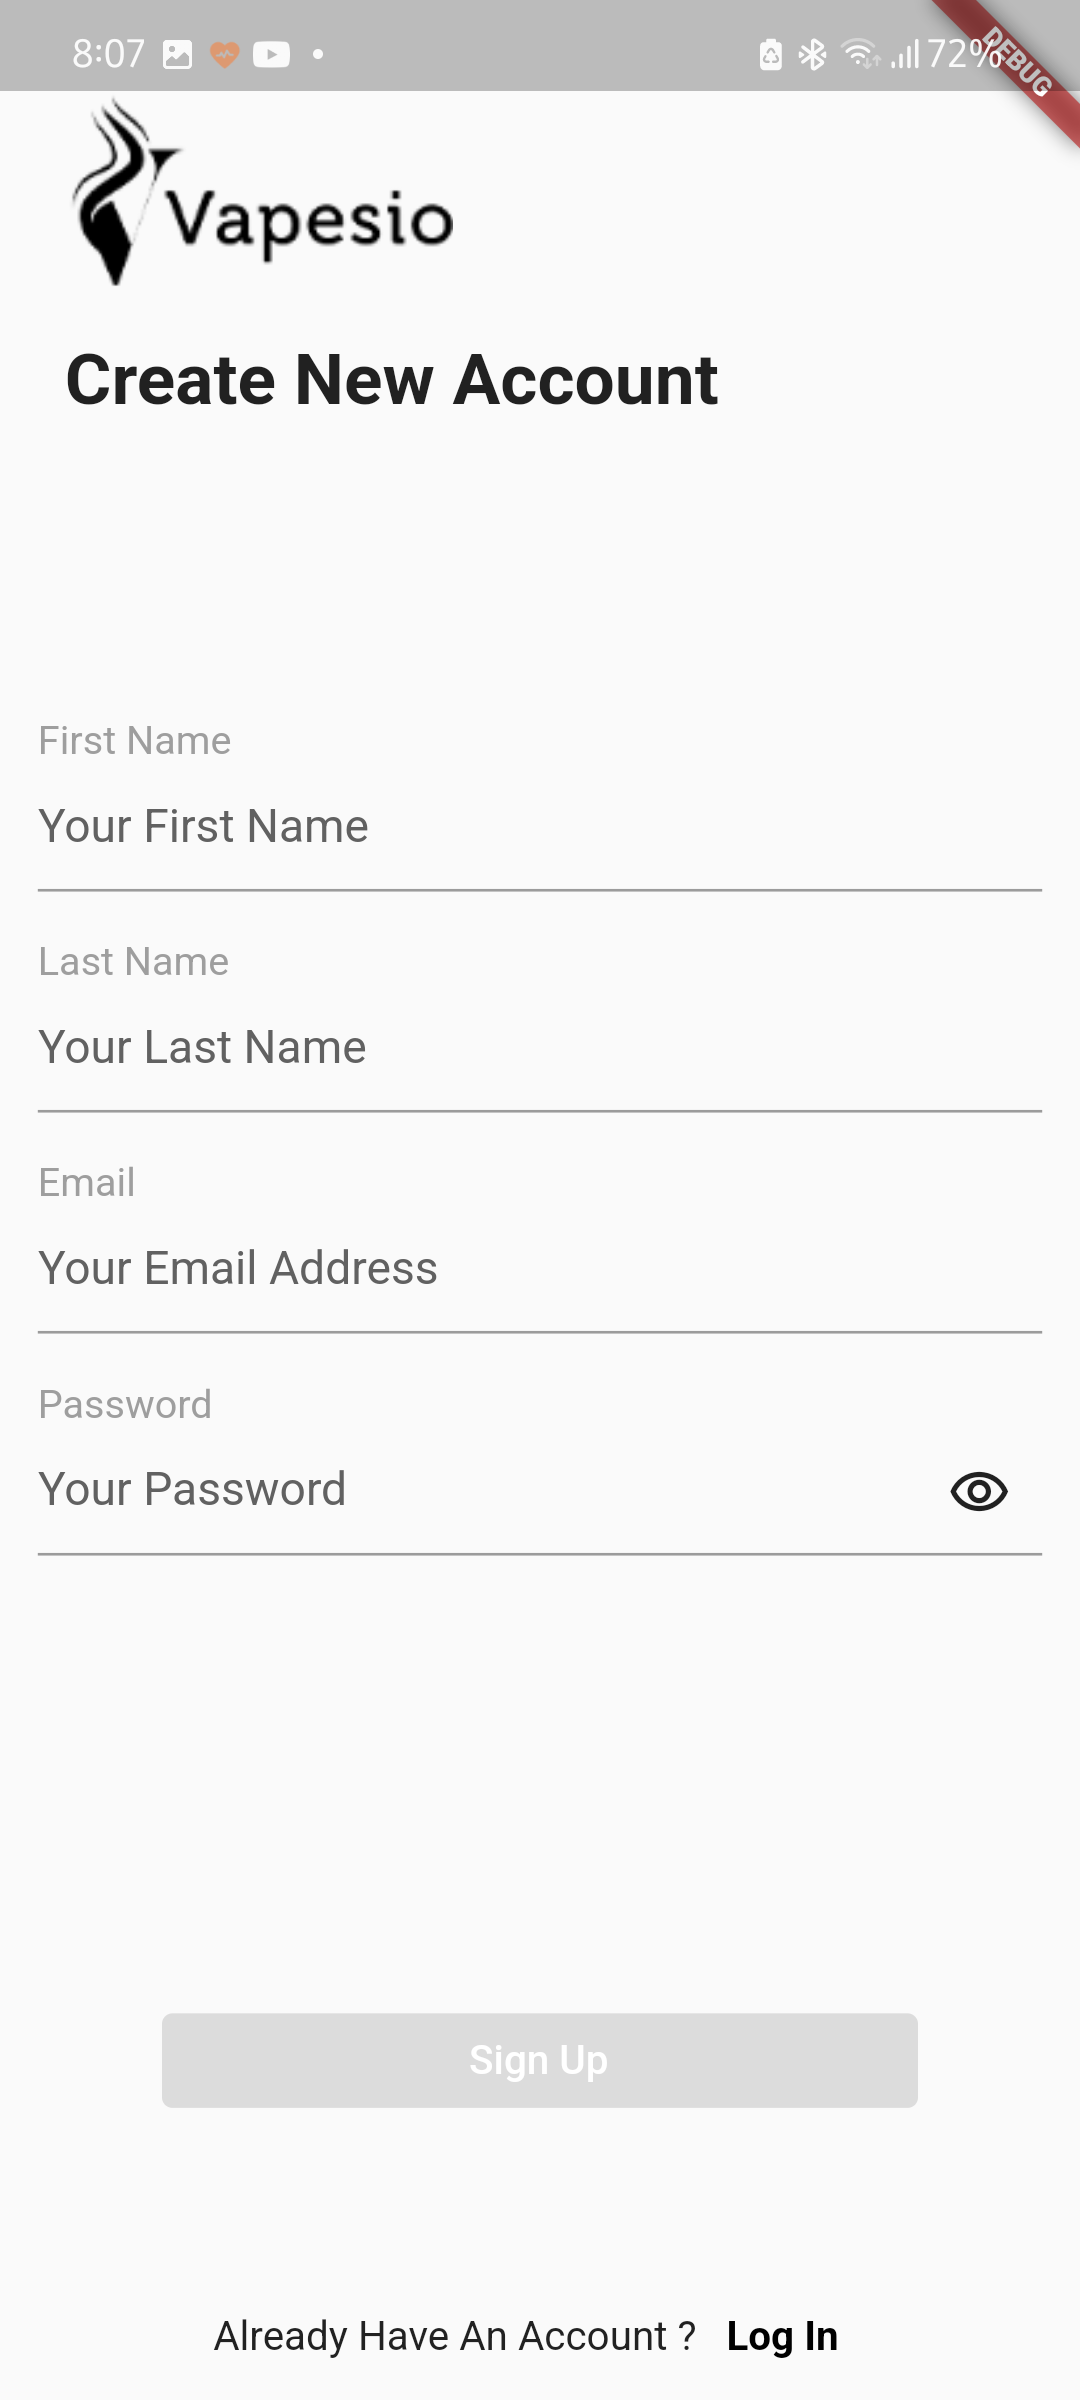 8:07 72%
DEBUG
Vapesio
Create New Account
First Name
Your First Name
Last Name
Your Last Name
Email
Your Email Address
Password
Your Password
Sign Up
Already Have An Account ? Log In